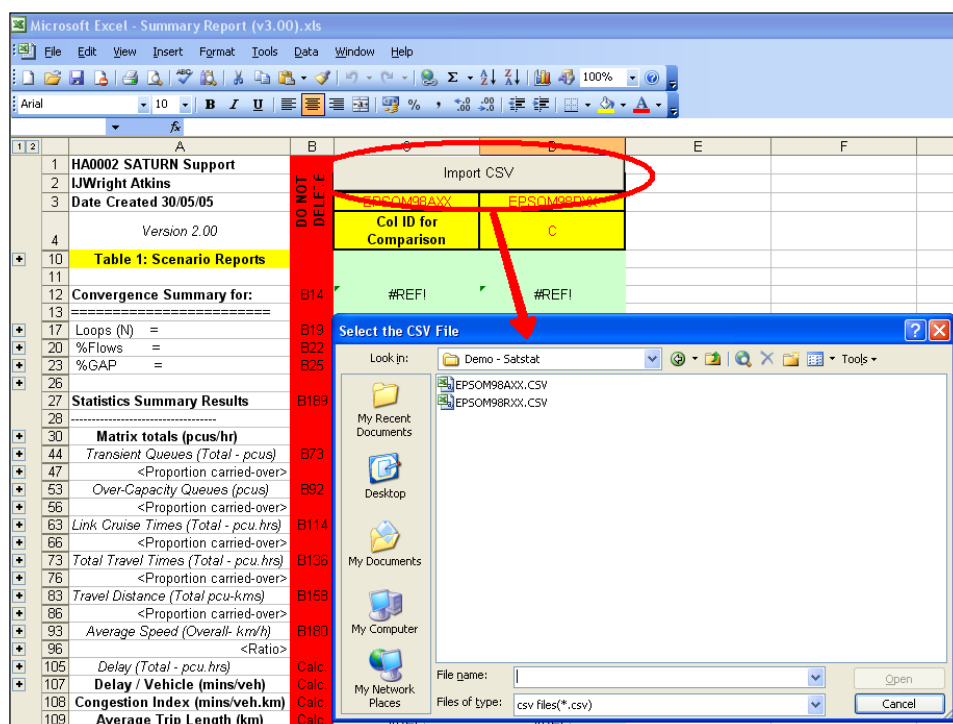 Microsoft Excel - Summary Report (v3.00).xls
File Edit View Insert Format Tools Data Window Help
100%
Arial 10 B I U
fx
1 2 A B C D E F
1 HA0002 SATURN Support
Import CSV
2 IJWright Atkins
DO NOT DELETE
3 Date Created 30/05/05 EPSOM98AXX EPSOM98RXX
4 Version 2.00 Col ID for Comparison C
10 Table 1: Scenario Reports
11
12 Convergence Summary for: B14 #REF! #REF!
13 =========================
17 Loops (N) = B19
20 %Flows = B22
23 %GAP = B25
26
27 Statistics Summary Results B189
28 -----------------------------------
30 Matrix totals (pcus/hr)
44 Transient Queues (Total - pcus) B73
47 <Proportion carried-over>
53 Over-Capacity Queues (pcus) B92
56 <Proportion carried-over>
63 Link Cruise Times (Total - pcu.hrs) B114
66 <Proportion carried-over>
73 Total Travel Times (Total - pcu.hrs) B136
76 <Proportion carried-over>
83 Travel Distance (Total pcu-kms) B158
86 <Proportion carried-over>
93 Average Speed (Overall- km/h) B180
96 <Ratio>
105 Delay (Total - pcu.hrs) Calc.
107 Delay / Vehicle (mins/veh) Calc.
108 Congestion Index (mins/veh.km) Calc.
109 Average Trip Length (km) Calc.
Select the CSV File
Look in: Demo - Satstat Tools
EPSOM98AXX.CSV
EPSOM98RXX.CSV
My Recent Documents
Desktop
My Documents
My Computer
My Network Places
File name: Open
Files of type: csv files(*.csv) Cancel